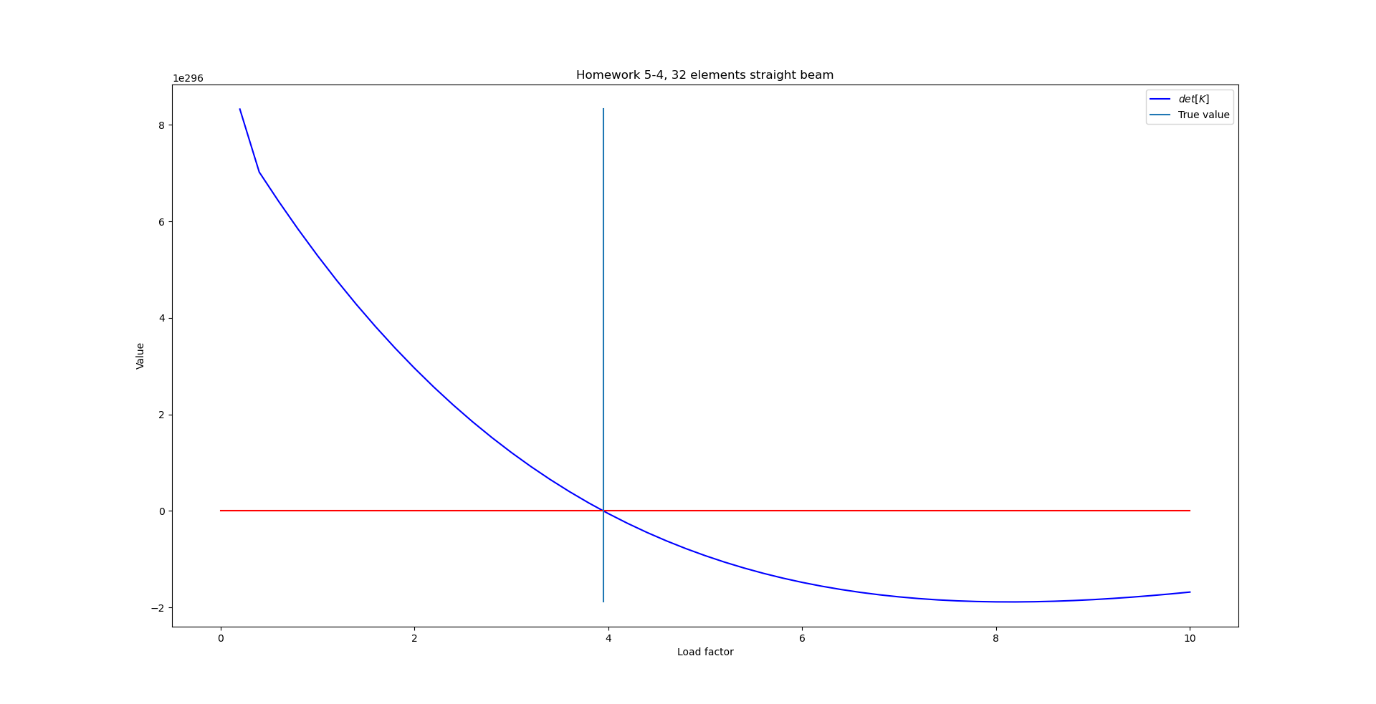 Homework 5-4, 32 elements straight beam
1e296
det[K]
True value
8
6
4
2
0
−2
Value
0 2 4 6 8 10
Load factor